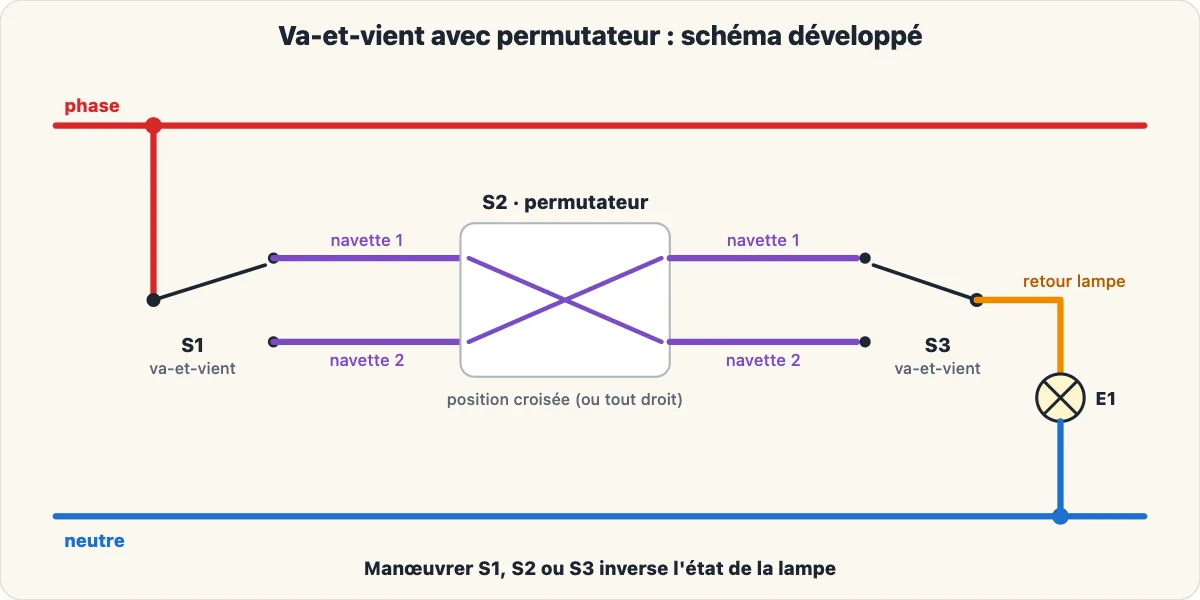 Va-et-vient avec permutateur : schéma développé
phase
S2 · permutateur
navette 1
navette 1
retour lampe
S1
va-et-vient
navette 2
navette 2
S3
va-et-vient
position croisée (ou tout droit)
E1
neutre
Manœuvrer S1, S2 ou S3 inverse l'état de la lampe